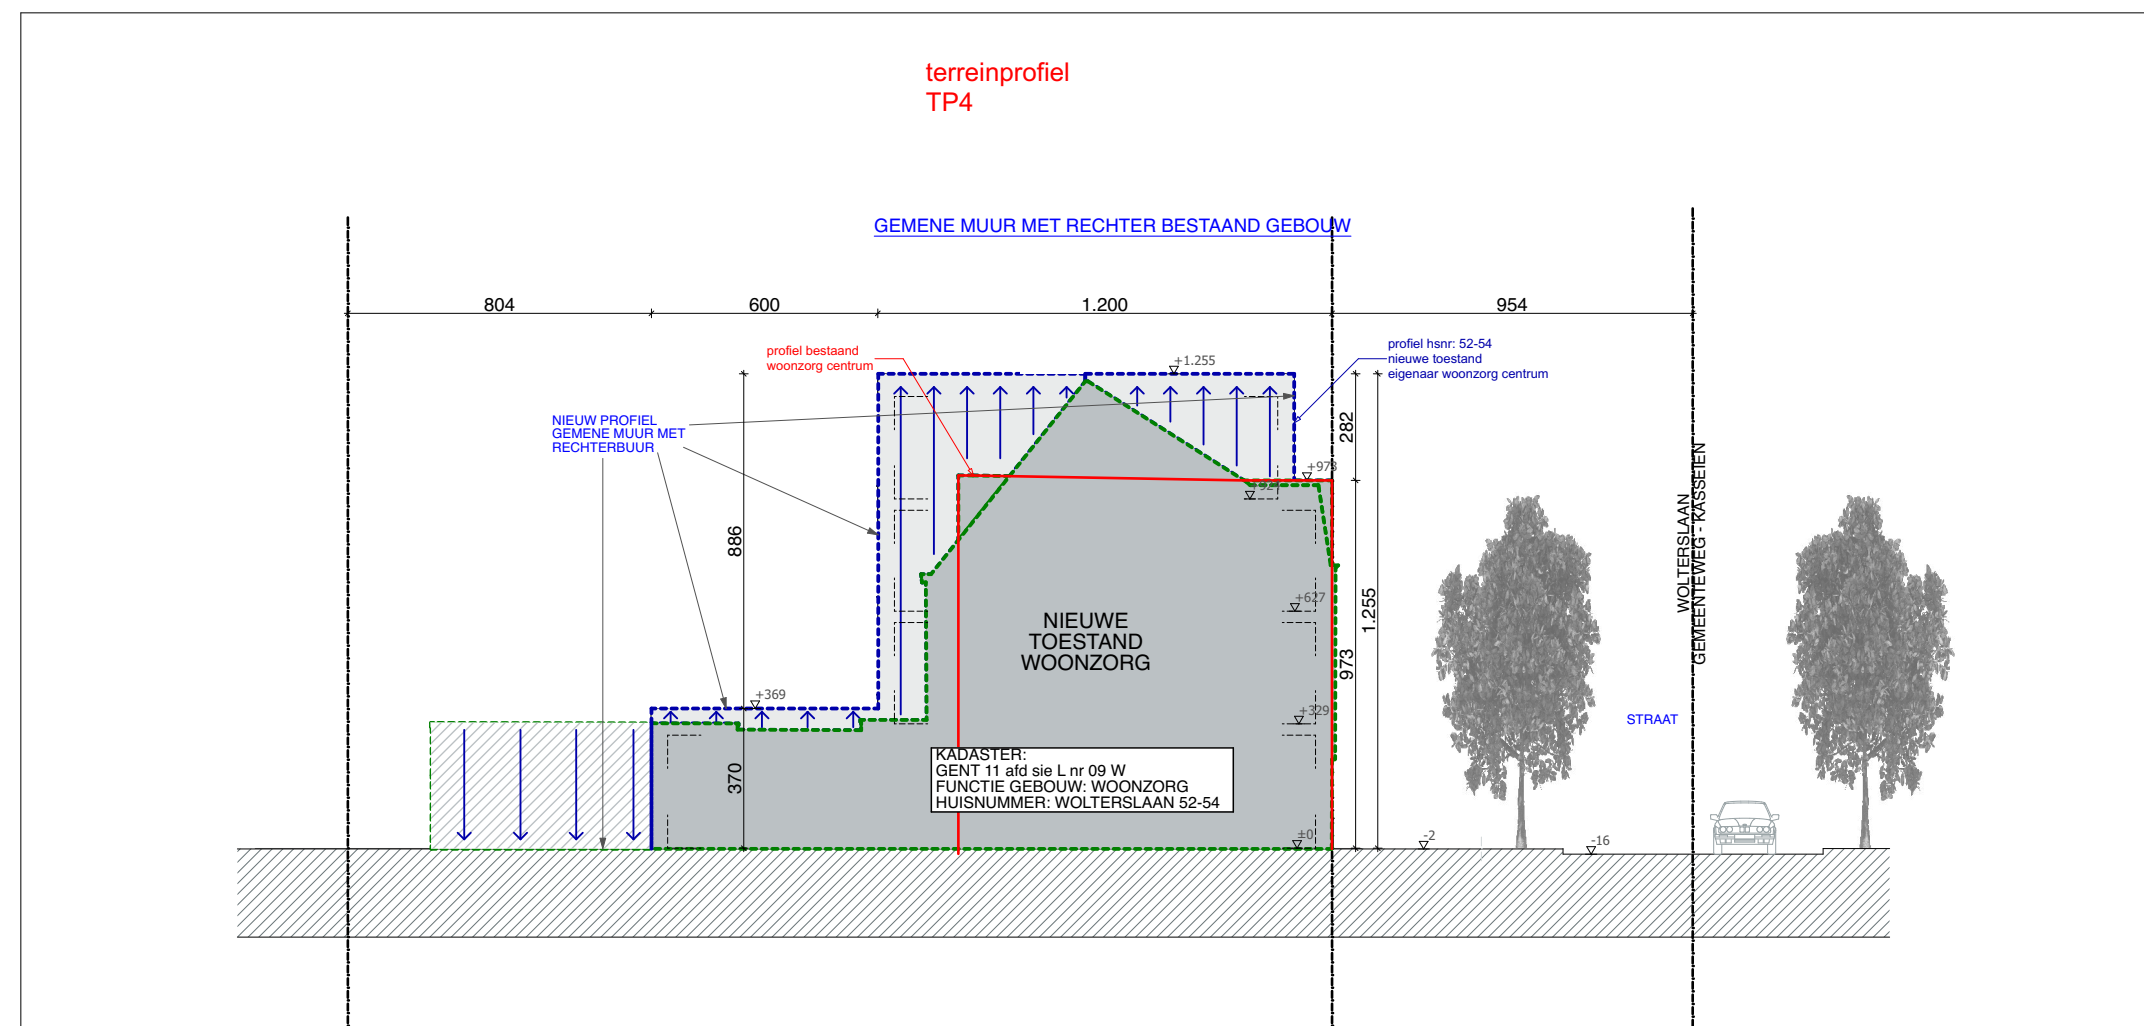 terreinprofiel
TP4
GEMENE MUUR MET RECHTER BESTAAND GEBOUW
804
600
1.200
954
profiel bestaand
woonzorg centrum
+1.255
profiel hsnr: 52-54
nieuwe toestand
eigenaar woonzorg centrum
NIEUW PROFIEL
GEMENE MUUR MET
RECHTERBUUR
282
+973
886
WOLTERSLAAN
GEMEENTEWEG - KASSEIEN
+627
1.255
NIEUWE
TOESTAND
WOONZORG
973
+369
+329
STRAAT
370
KADASTER:
GENT 11 afd sie L nr 09 W
FUNCTIE GEBOUW: WOONZORG
HUISNUMMER: WOLTERSLAAN 52-54
±0
-2
-16